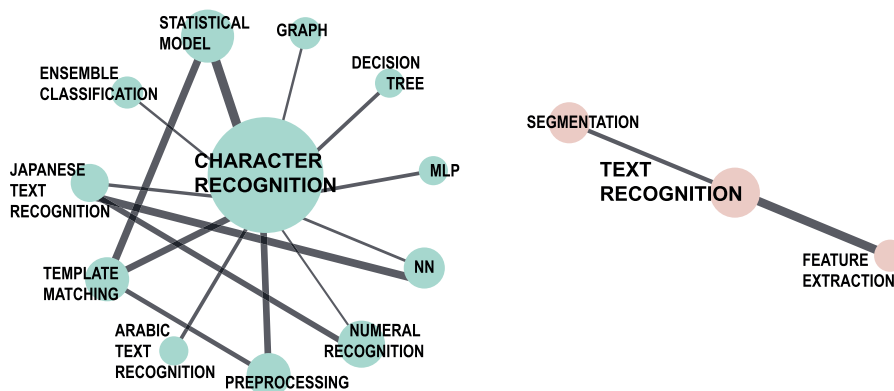 STATISTICAL
MODEL
GRAPH
DECISION
TREE
ENSEMBLE
CLASSIFICATION
CHARACTER
RECOGNITION
MLP
JAPANESE
TEXT
RECOGNITION
NN
TEMPLATE
MATCHING
ARABIC
TEXT
RECOGNITION
NUMERAL
RECOGNITION
PREPROCESSING
SEGMENTATION
TEXT
RECOGNITION
FEATURE
EXTRACTION